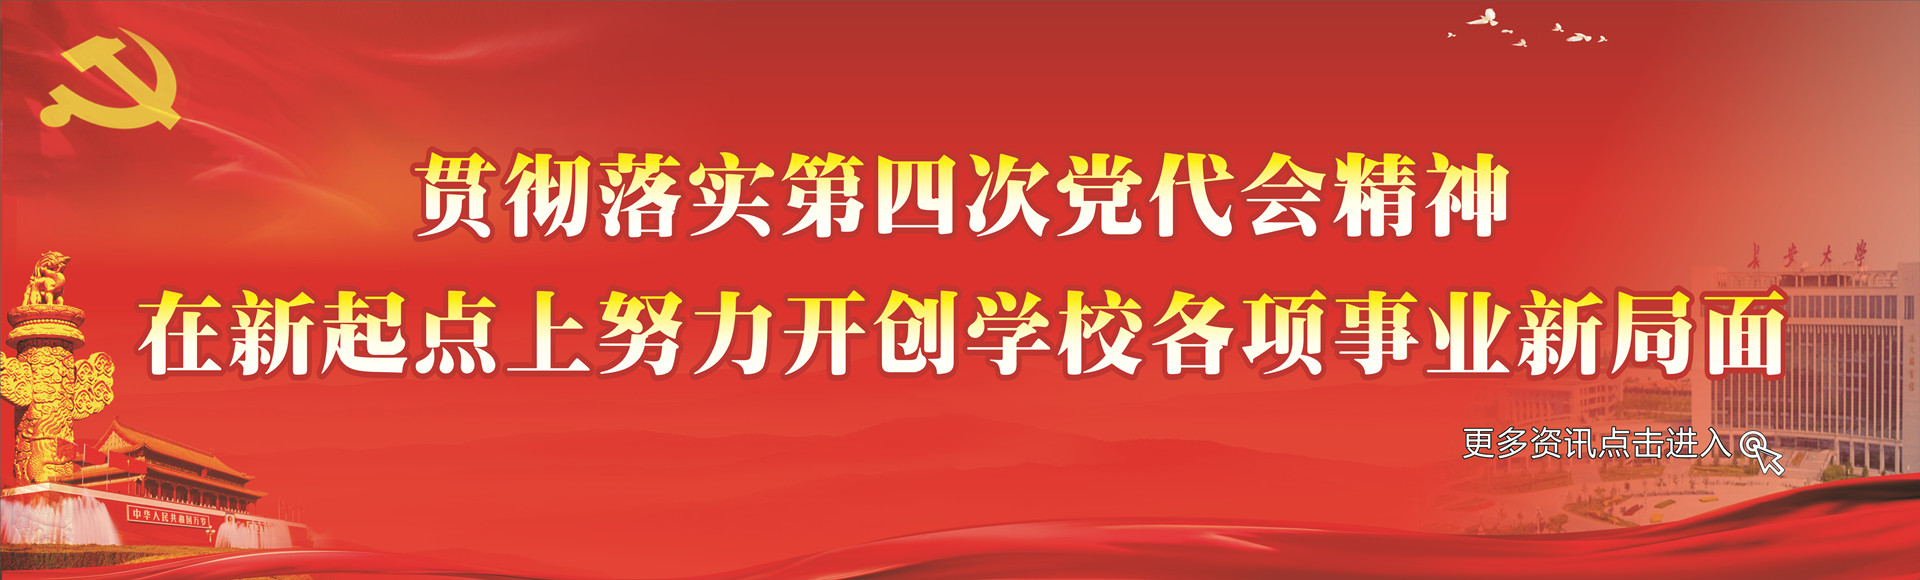 贯彻落实第四次党代会精神
长安大学
在新起点上努力开创学校各项事业新局面
更多资讯点击进入
中华人民共和国万岁